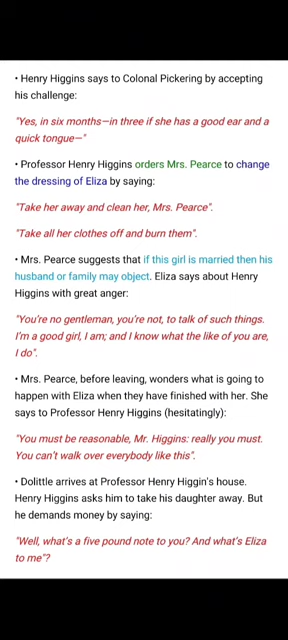 • Henry Higgins says to Colonal Pickering by accepting
his challenge:
"Yes, in six months—in three if she has a good ear and a
quick tongue—"
• Professor Henry Higgins orders Mrs. Pearce to change
the dressing of Eliza by saying:
"Take her away and clean her, Mrs. Pearce".
"Take all her clothes off and burn them".
• Mrs. Pearce suggests that if this girl is married then his
husband or family may object. Eliza says about Henry
Higgins with great anger:
"You're no gentleman, you're not, to talk of such things.
I'm a good girl, I am; and I know what the like of you are,
I do".
• Mrs. Pearce, before leaving, wonders what is going to
happen with Eliza when they have finished with her. She
says to Professor Henry Higgins (hesitatingly):
"You must be reasonable, Mr. Higgins: really you must.
You can't walk over everybody like this".
• Dolittle arrives at Professor Henry Higgin's house.
Henry Higgins asks him to take his daughter away. But
he demands money by saying:
"Well, what's a five pound note to you? And what's Eliza
to me"?